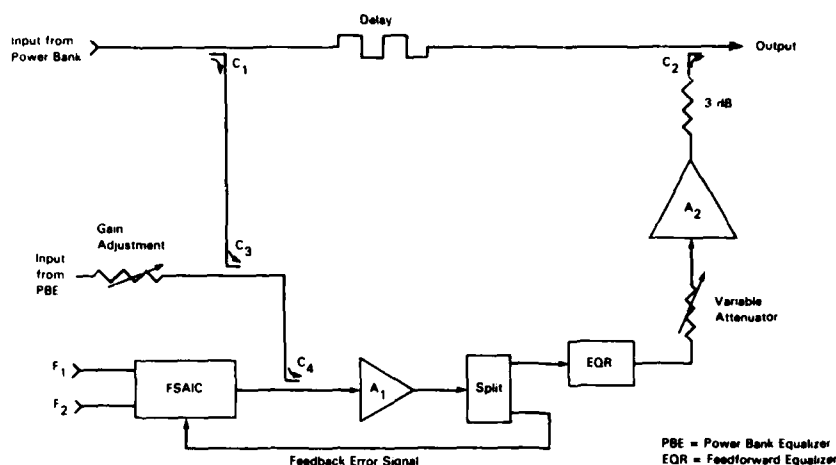 Delay
Input from
Power Bank
Output
C1
C2
3 dB
A2
Gain
Adjustment
C3
Input
from
PBE
Variable
Attenuator
C4
F1
F2
FSAIC
A1
Split
EQR
Feedback Error Signal
PBE = Power Bank Equalizer
EQR = Feedforward Equalizer